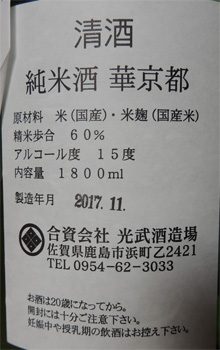 清酒
純米酒 華京都
原材料 米(国産)・米麹(国産米)
精米歩合 60%
アルコール度 15度
内容量 1800ml
製造年月 2017.11.
合資会社 光武酒造場
佐賀県鹿島市浜町乙2421
TEL 0954-62-3033
お酒は20歳になってから。
開封時には十分ご注意下さい。
妊娠中や授乳期の飲酒はお控え下さい。